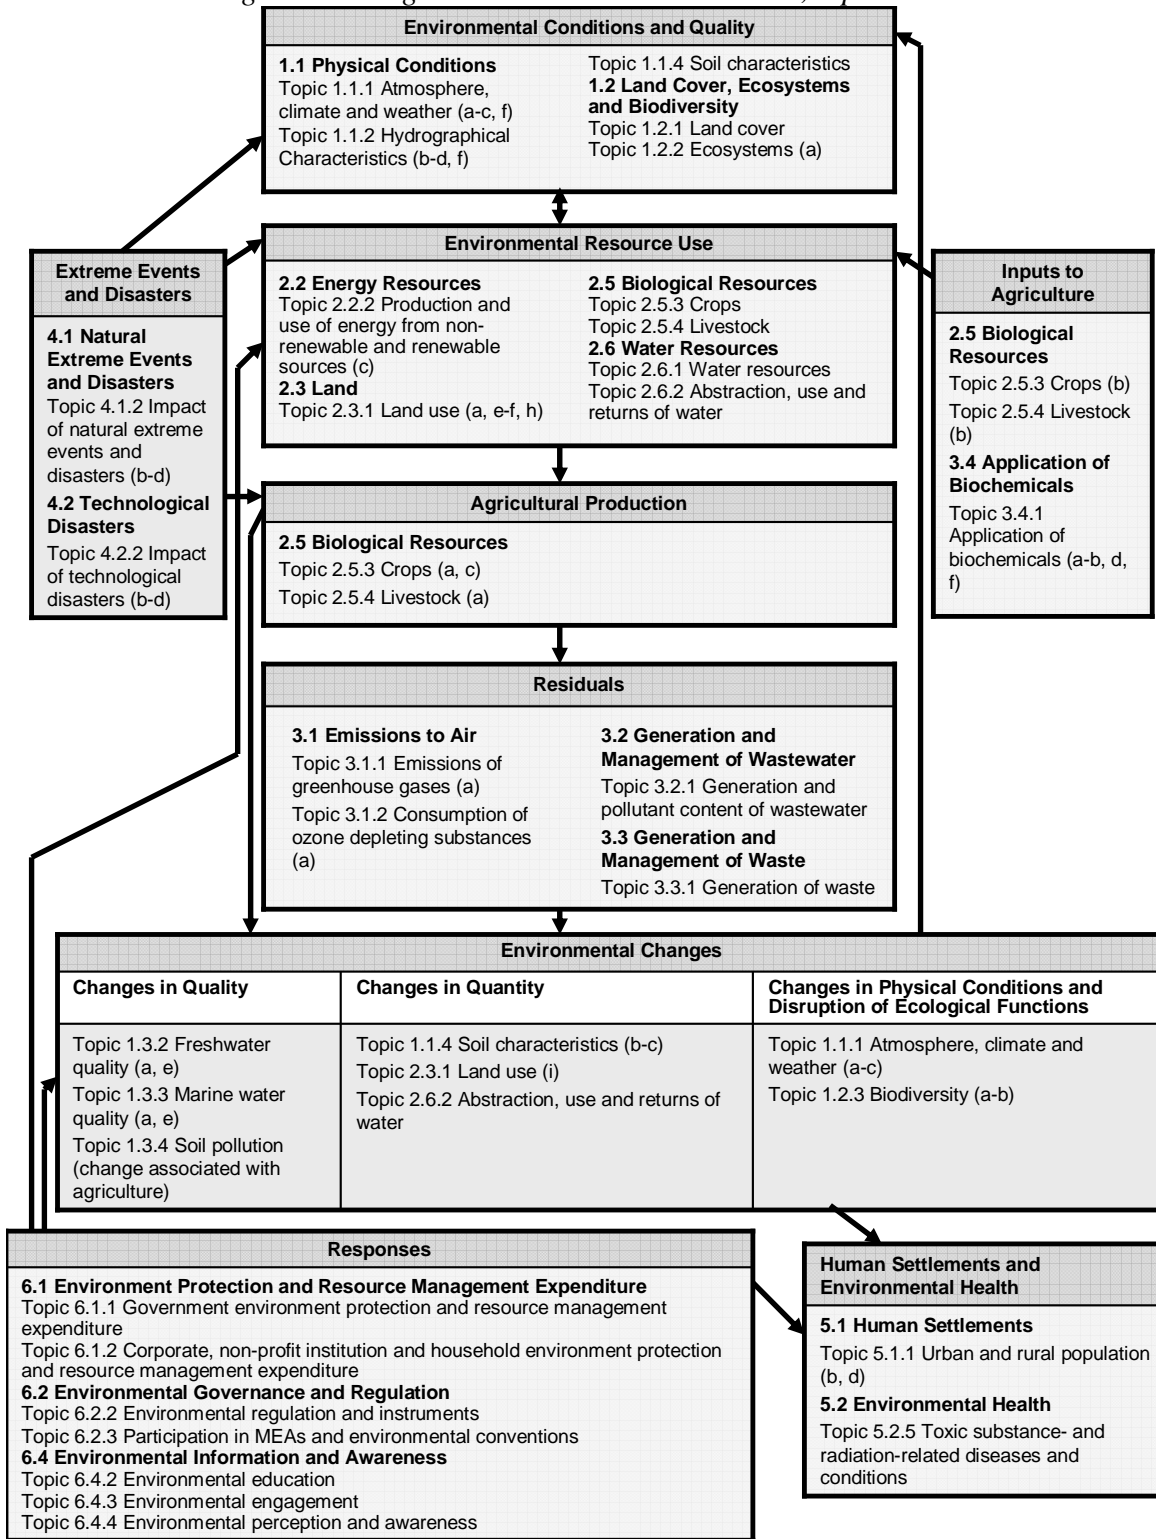 Environmental Conditions and Quality
1.1 Physical Conditions
Topic 1.1.1 Atmosphere,
climate and weather (a-c, f)
Topic 1.1.2 Hydrographical
Characteristics (b-d, f)
Topic 1.1.4 Soil characteristics
1.2 Land Cover, Ecosystems
and Biodiversity
Topic 1.2.1 Land cover
Topic 1.2.2 Ecosystems (a)
Extreme Events
and Disasters
4.1 Natural
Extreme Events
and Disasters
Topic 4.1.2 Impact
of natural extreme
events and
disasters (b-d)
4.2 Technological
Disasters
Topic 4.2.2 Impact
of technological
disasters (b-d)
Environmental Resource Use
2.2 Energy Resources
Topic 2.2.2 Production and
use of energy from non-
renewable and renewable
sources (c)
2.3 Land
Topic 2.3.1 Land use (a, e-f, h)
2.5 Biological Resources
Topic 2.5.3 Crops
Topic 2.5.4 Livestock
2.6 Water Resources
Topic 2.6.1 Water resources
Topic 2.6.2 Abstraction, use and
returns of water
Inputs to
Agriculture
2.5 Biological
Resources
Topic 2.5.3 Crops (b)
Topic 2.5.4 Livestock
(b)
3.4 Application of
Biochemicals
Topic 3.4.1
Application of
biochemicals (a-b, d,
f)
Agricultural Production
2.5 Biological Resources
Topic 2.5.3 Crops (a, c)
Topic 2.5.4 Livestock (a)
Residuals
3.1 Emissions to Air
Topic 3.1.1 Emissions of
greenhouse gases (a)
Topic 3.1.2 Consumption of
ozone depleting substances
(a)
3.2 Generation and
Management of Wastewater
Topic 3.2.1 Generation and
pollutant content of wastewater
3.3 Generation and
Management of Waste
Topic 3.3.1 Generation of waste
Environmental Changes
Changes in Quality
Topic 1.3.2 Freshwater
quality (a, e)
Topic 1.3.3 Marine water
quality (a, e)
Topic 1.3.4 Soil pollution
(change associated with
agriculture)
Changes in Quantity
Topic 1.1.4 Soil characteristics (b-c)
Topic 2.3.1 Land use (i)
Topic 2.6.2 Abstraction, use and returns of
water
Changes in Physical Conditions and
Disruption of Ecological Functions
Topic 1.1.1 Atmosphere, climate and
weather (a-c)
Topic 1.2.3 Biodiversity (a-b)
Responses
6.1 Environment Protection and Resource Management Expenditure
Topic 6.1.1 Government environment protection and resource management
expenditure
Topic 6.1.2 Corporate, non-profit institution and household environment protection
and resource management expenditure
6.2 Environmental Governance and Regulation
Topic 6.2.2 Environmental regulation and instruments
Topic 6.2.3 Participation in MEAs and environmental conventions
6.4 Environmental Information and Awareness
Topic 6.4.2 Environmental education
Topic 6.4.3 Environmental engagement
Topic 6.4.4 Environmental perception and awareness
Human Settlements and
Environmental Health
5.1 Human Settlements
Topic 5.1.1 Urban and rural population
(b, d)
5.2 Environmental Health
Topic 5.2.5 Toxic substance- and
radiation-related diseases and
conditions